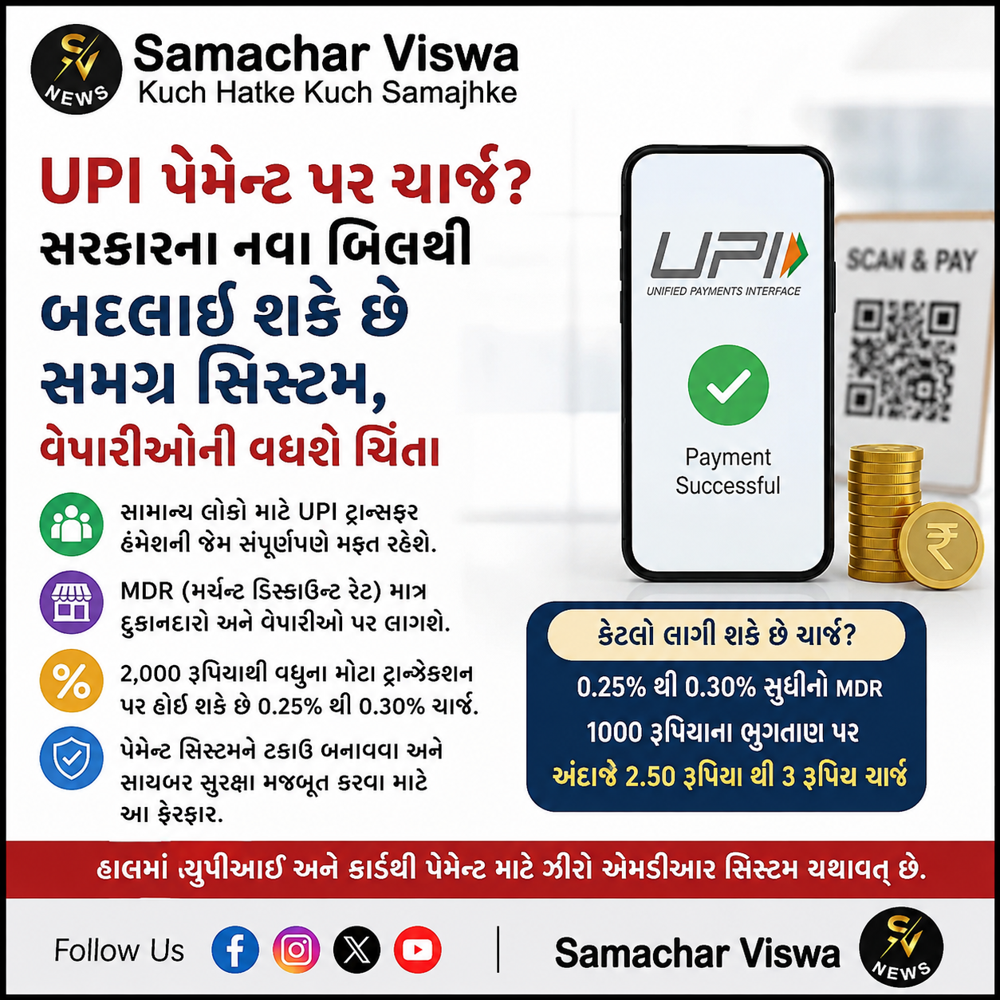 SV NEWS
Samachar Viswa
Kuch Hatke Kuch Samajhke
UPI પેમેન્ટ પર ચાર્જ?
સરકારના નવા બિલથી
બદલાઈ શકે છે
સમગ્ર સિસ્ટમ,
વેપારીઓની વધશે ચિંતા
સામાન્ય લોકો માટે UPI ટ્રાન્સફર
હંમેશની જેમ સંપૂર્ણપણે મફત રહેશે.
MDR (મર્ચન્ટ ડિસ્કાઉન્ટ રેટ) માત્ર
દુકાનદારો અને વેપારીઓ પર લાગશે.
2,000 રૂપિયાથી વધુના મોટા ટ્રાન્ઝેકશન
પર હોઈ શકે છે 0.25% થી 0.30% ચાર્જ.
પેમેન્ટ સિસ્ટમને ટકાઉ બનાવવા અને
સાયબર સુરક્ષા મજબૂત કરવા માટે
આ ફેરફાર.
UPI
UNIFIED PAYMENTS INTERFACE
Payment
Successful
SCAN & PAY
કેટલો લાગી શકે છે ચાર્જ?
0.25% થી 0.30% સુધીનો MDR
1000 રૂપિયાના ભુગતાણ પર
અંદાજે 2.50 રૂપિયા થી 3 રૂપિય ચાર્જ
હાલમાં યુપીઆઈ અને કાર્ડથી પેમેન્ટ માટે ઝીરો એમડીઆર સિસ્ટમ યથાવત્ છે.
Follow Us
Samachar Viswa
SV NEWS